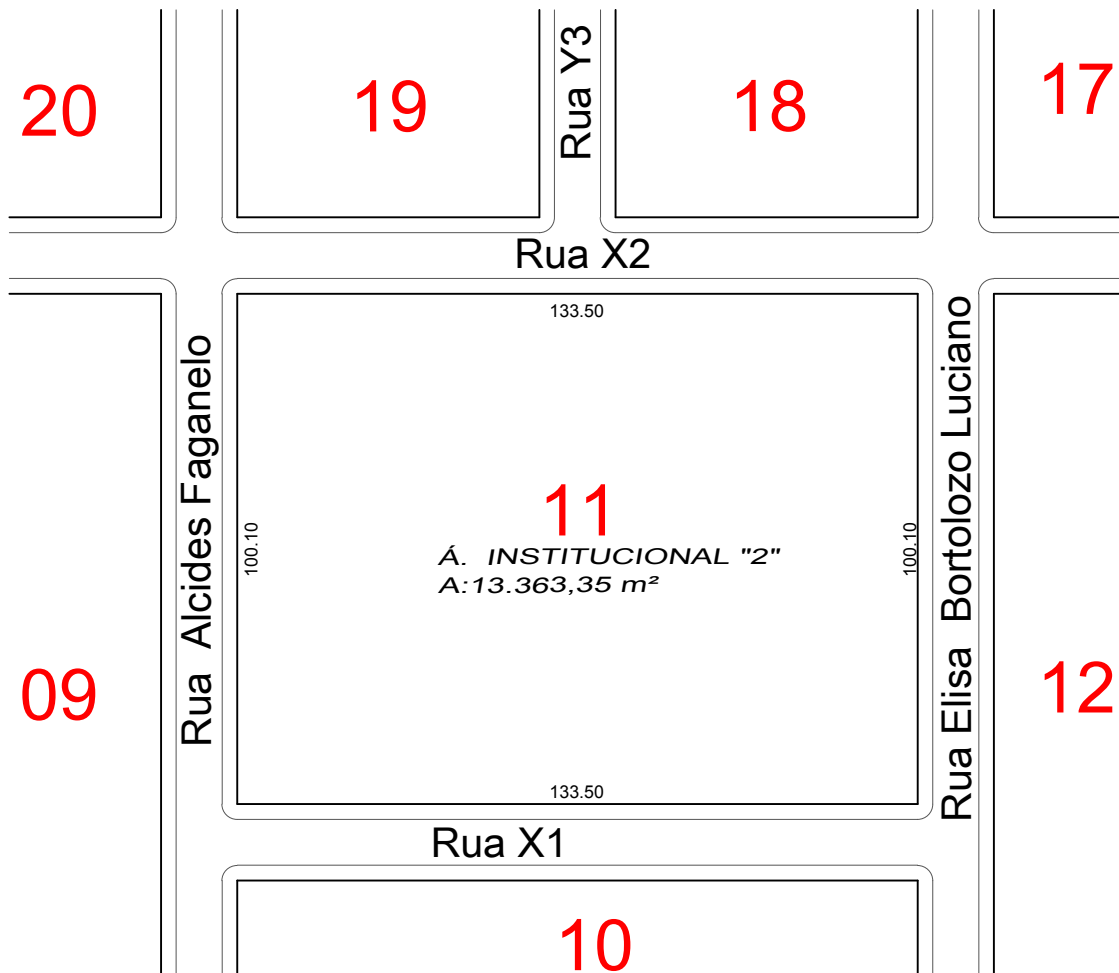 20
19
Rua Y3
18
17
Rua X2
133.50
Rua Alcides Faganelo
Rua Elisa Bortolozo Luciano
11
100.10
100.10
Á. INSTITUCIONAL "2"
A:13.363,35 m²
09
12
133.50
Rua X1
10